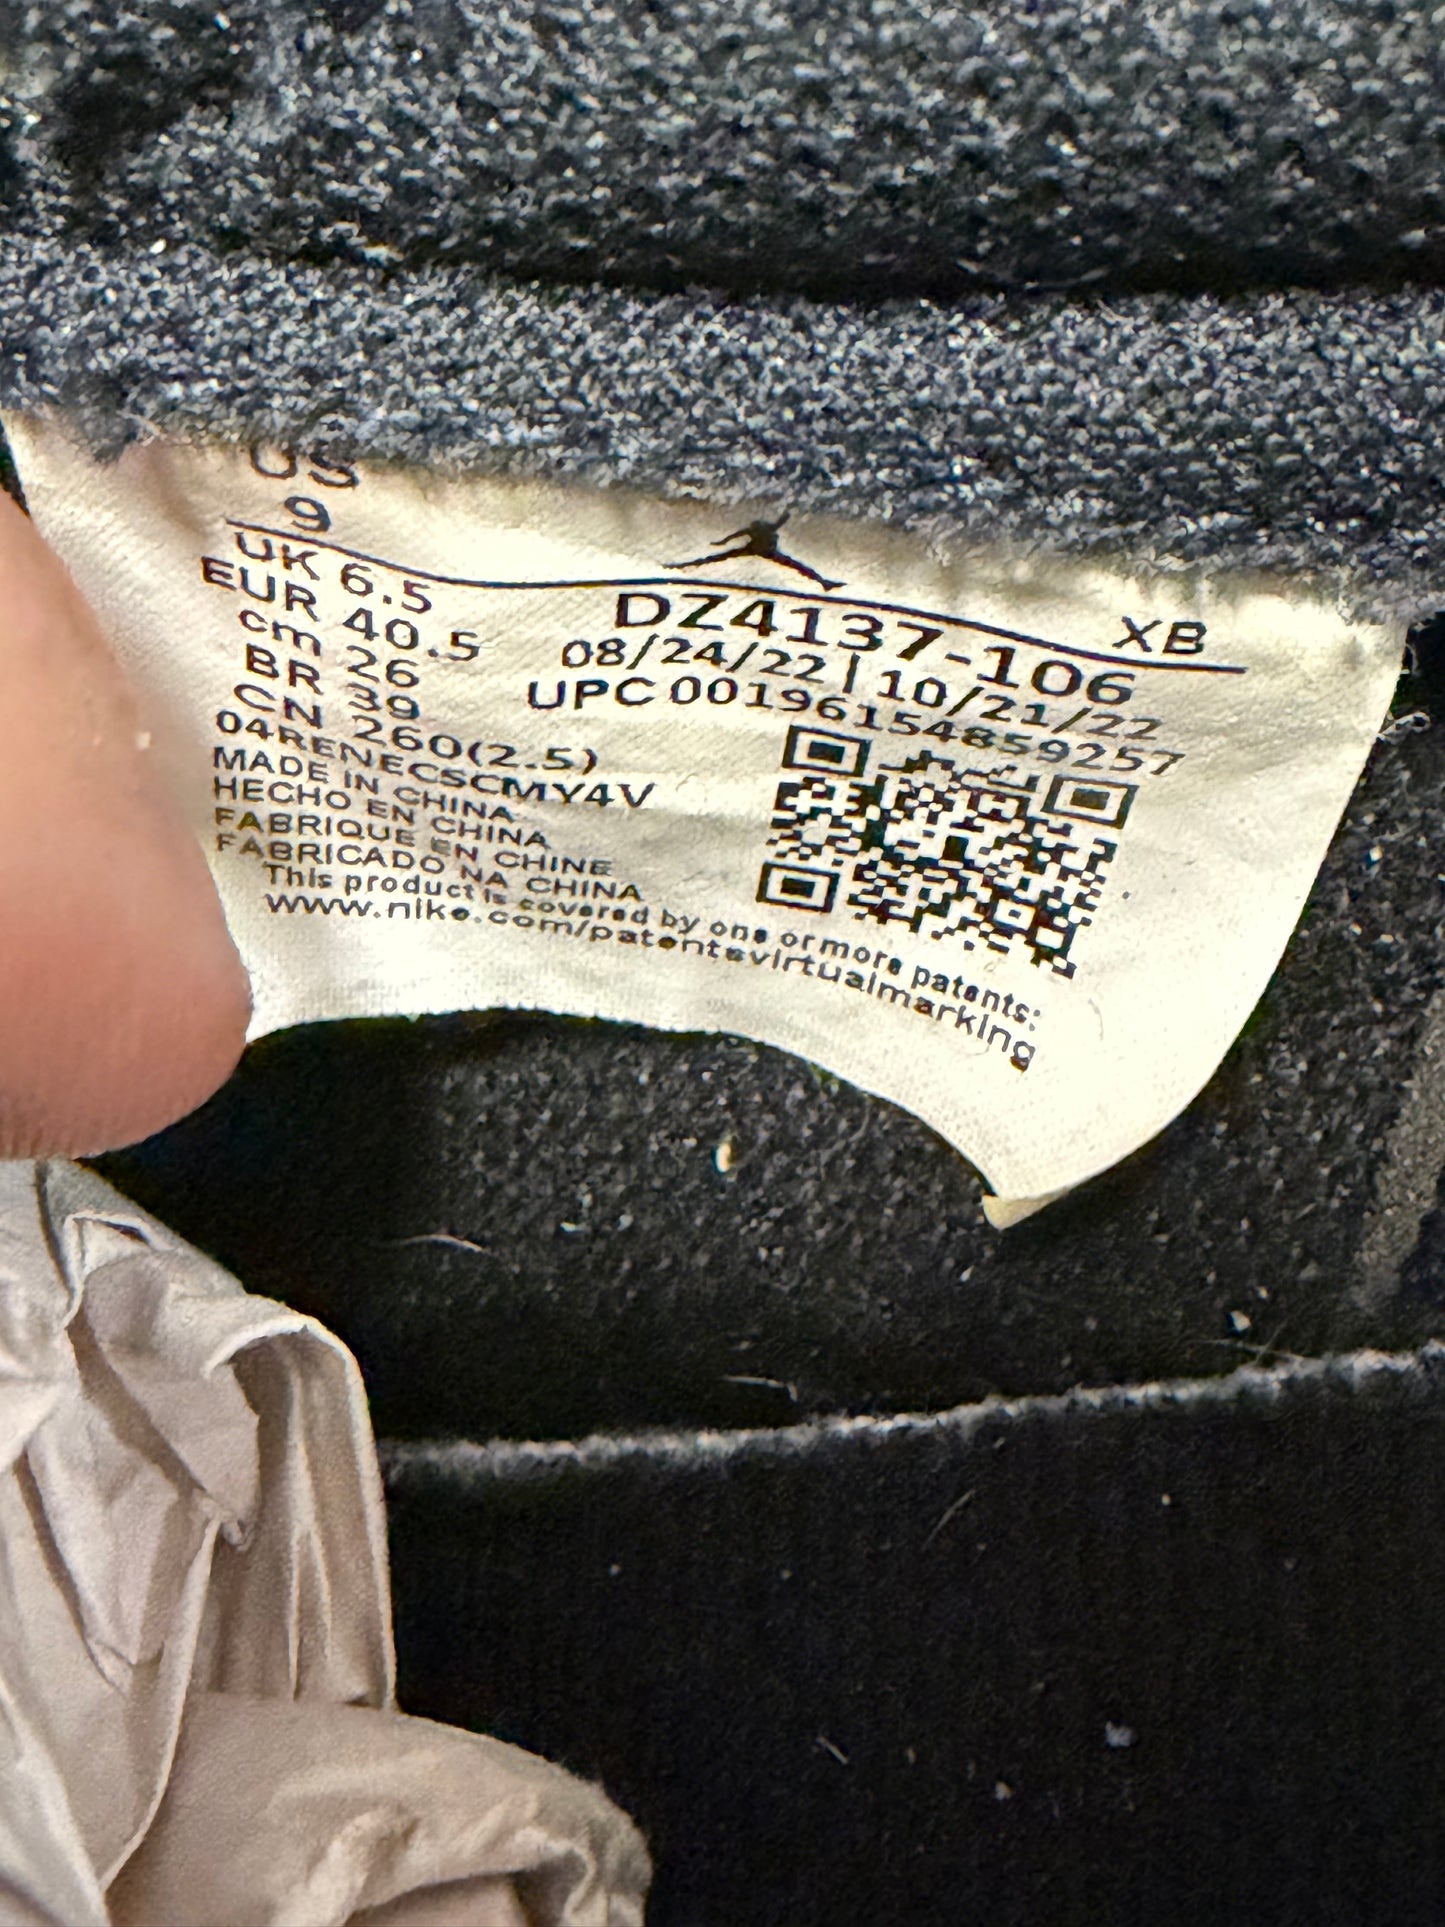 US
9
XB
UK 6.5
EUR 40.5
cm 26
BR 39
CN 260(2.5)
DZ4137-106
08/24/22 | 10/21/22
UPC 00196154859257
04RENECSCMY4V
MADE IN CHINA
HECHO EN CHINA
FABRIQUE EN CHINE
FABRICADO NA CHINA
This product is covered by one or more patents:
www.nike.com/patentsvirtualmarking